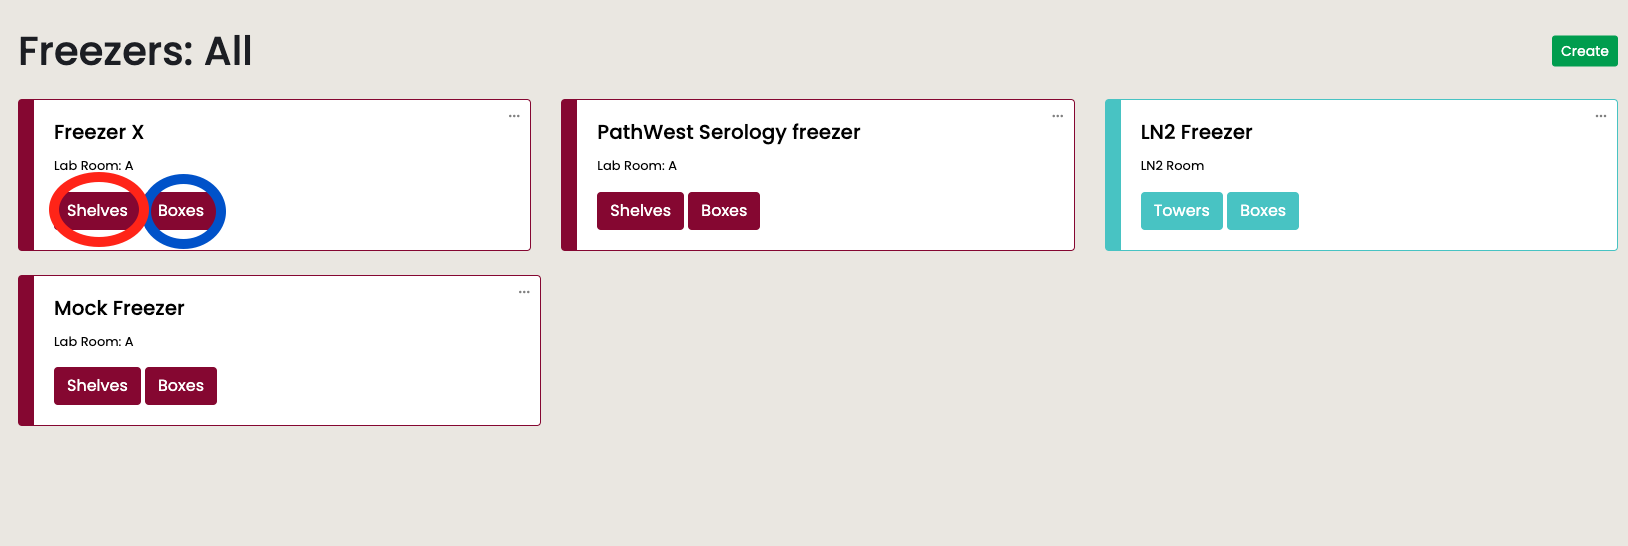 Freezers: All
Create
Freezer X
Lab Room: A
Shelves Boxes
PathWest Serology freezer
Lab Room: A
Shelves Boxes
LN2 Freezer
LN2 Room
Towers Boxes
Mock Freezer
Lab Room: A
Shelves Boxes